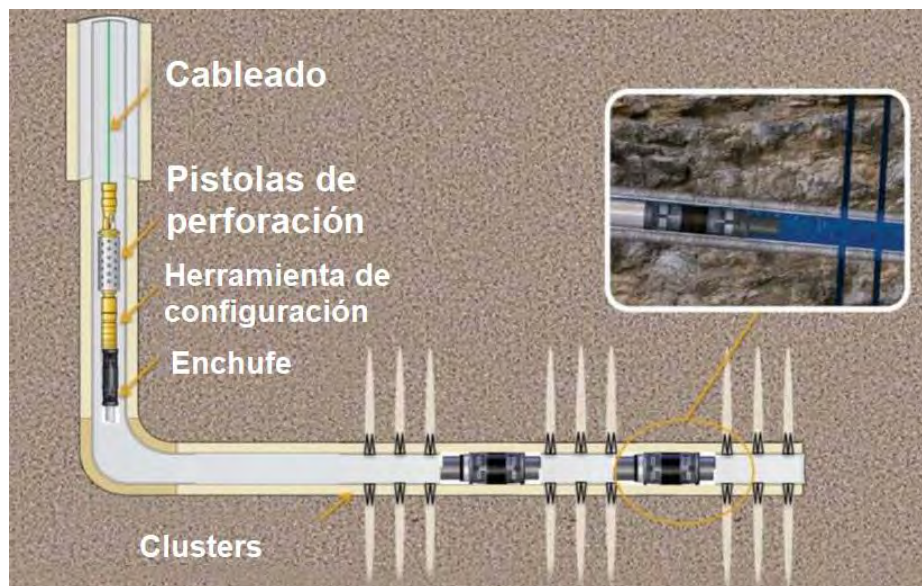 Cableado
Pistolas de
perforación
Herramienta de
configuración
Enchufe
Clusters